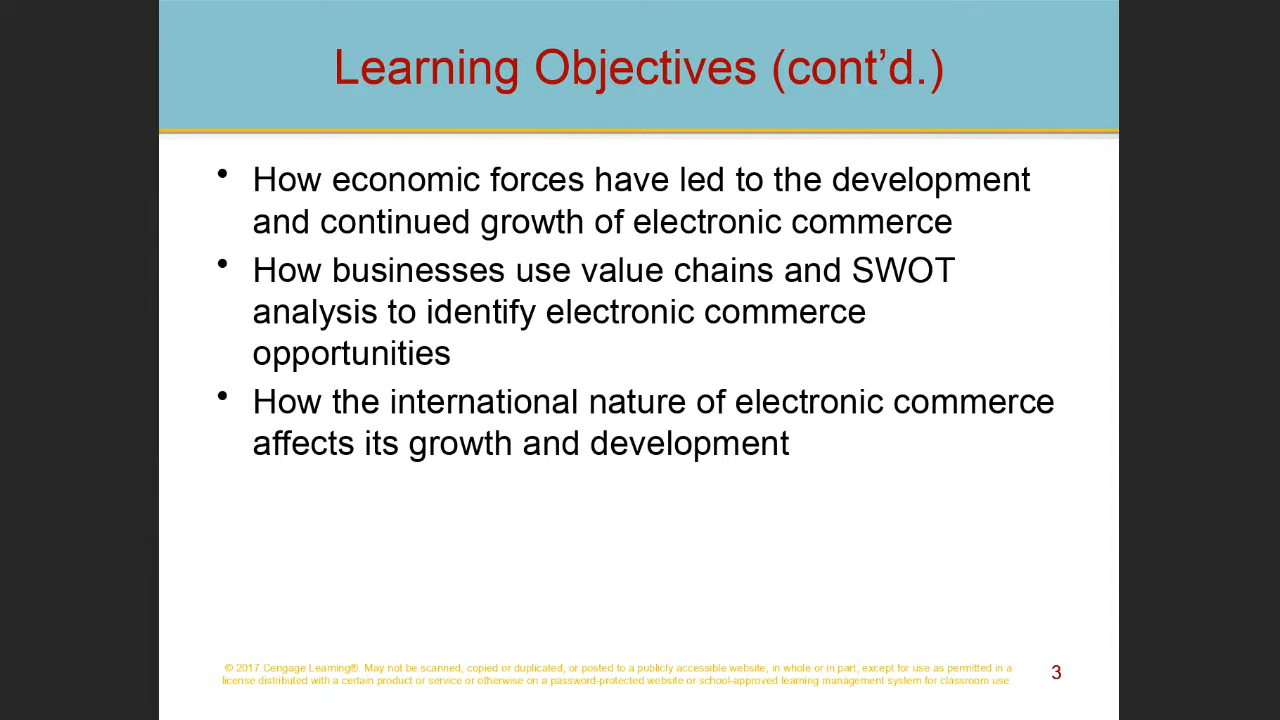 Learning Objectives (cont’d.)
• How economic forces have led to the development
and continued growth of electronic commerce
• How businesses use value chains and SWOT
analysis to identify electronic commerce
opportunities
• How the international nature of electronic commerce
affects its growth and development
© 2017 Cengage Learning®. May not be scanned, copied or duplicated, or posted to a publicly accessible website, in whole or in part, except for use as permitted in a
license distributed with a certain product or service or otherwise on a password-protected website or school-approved learning management system for classroom use.
3